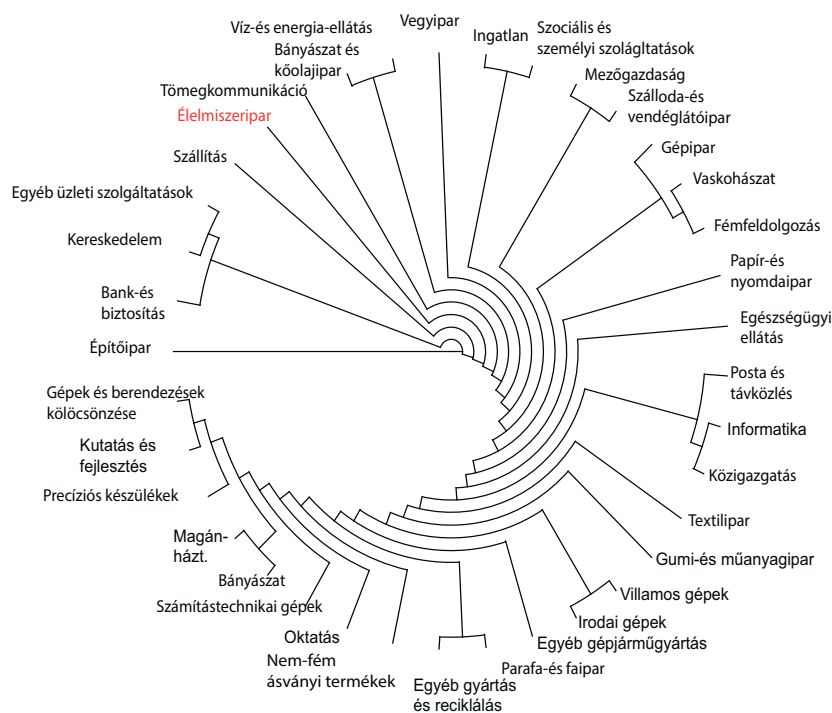 Vegyipar
Víz-és energia-ellátás
Bányászat és
kőolajipar
Tömegkommunikáció
Élelmiszeripar
Szállítás
Egyéb üzleti szolgáltatások
Kereskedelem
Bank-és
biztosítás
Építőipar
Gépek és berendezések
kölöcsönzése
Kutatás és
fejlesztés
Precíziós készülékek
Magán-
házt.
Bányászat
Számítástechnikai gépek
Oktatás
Nem-fém
ásványi termékek
Egyéb gyártás
és reciklálás
Parafa-és faipar
Egyéb gépjárműgyártás
Irodai gépek
Villamos gépek
Gumi-és műanyagipar
Textilipar
Közigazgatás
Informatika
Posta és
távközlés
Egészségügyi
ellátás
Papír-és
nyomdaipar
Fémfeldolgozás
Vaskohászat
Gépipar
Szálloda-és
vendéglátóipar
Mezőgazdaság
Szociális és
személyi szolágltatások
Ingatlan